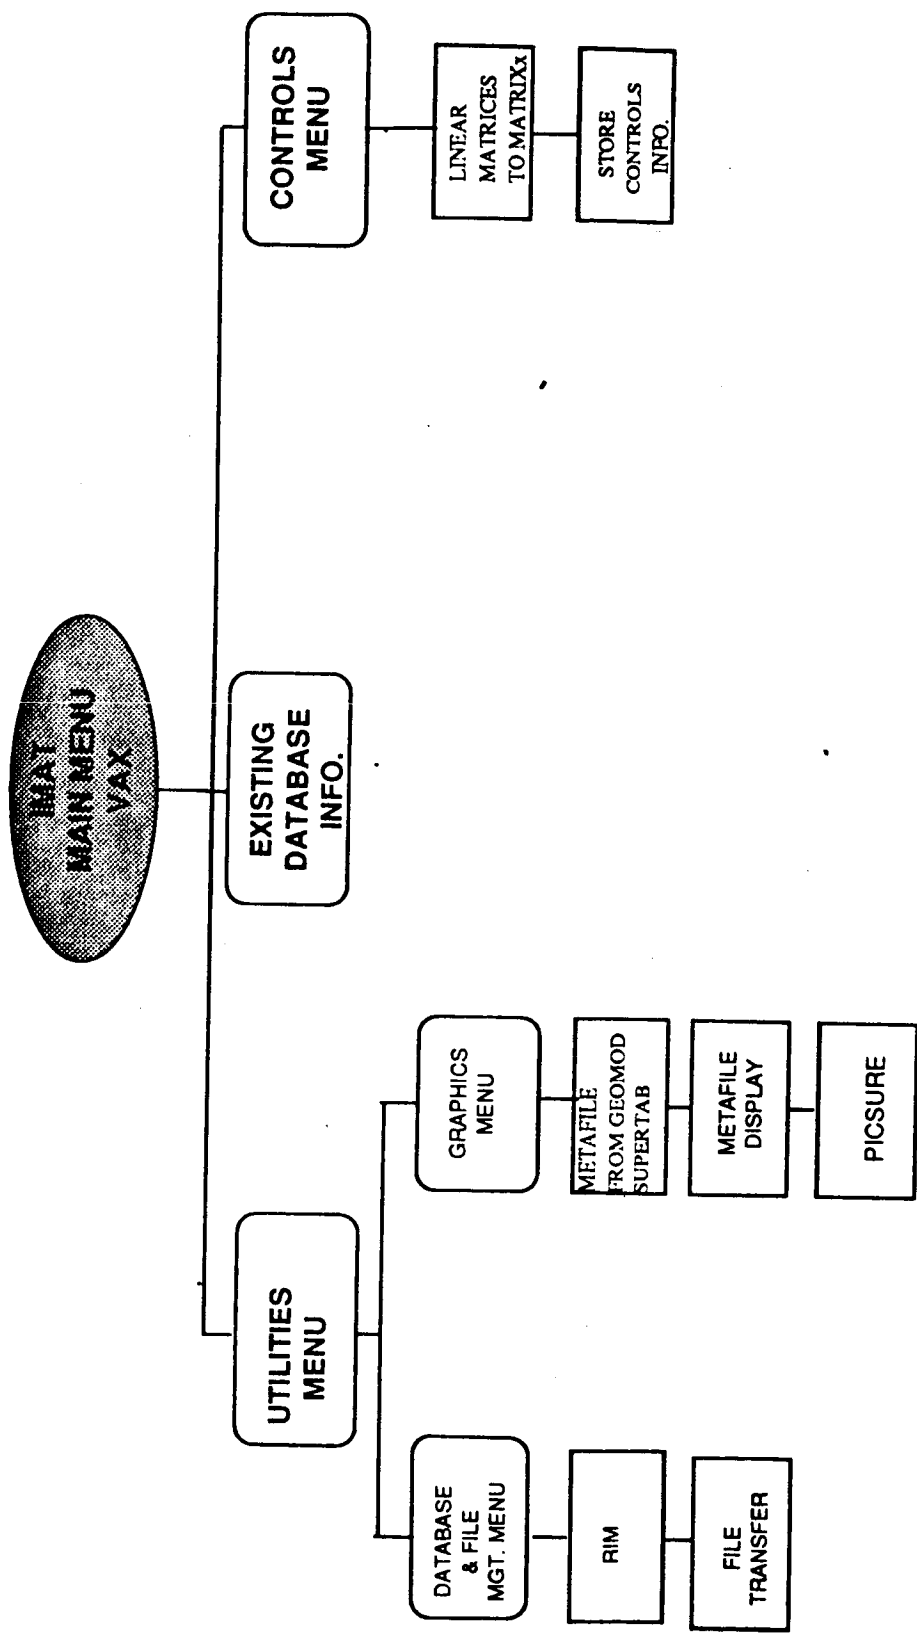 IMAT
MAIN MENU
VAX
UTILITIES
MENU
EXISTING
DATABASE
INFO.
CONTROLS
MENU
DATABASE
& FILE
MGT. MENU
RIM
FILE
TRANSFER
GRAPHICS
MENU
METAFILE
FROM GEOMOD
SUPERTAB
METAFILE
DISPLAY
PICSURE
LINEAR
MATRICES
TO MATRIXx
STORE
CONTROLS
INFO.